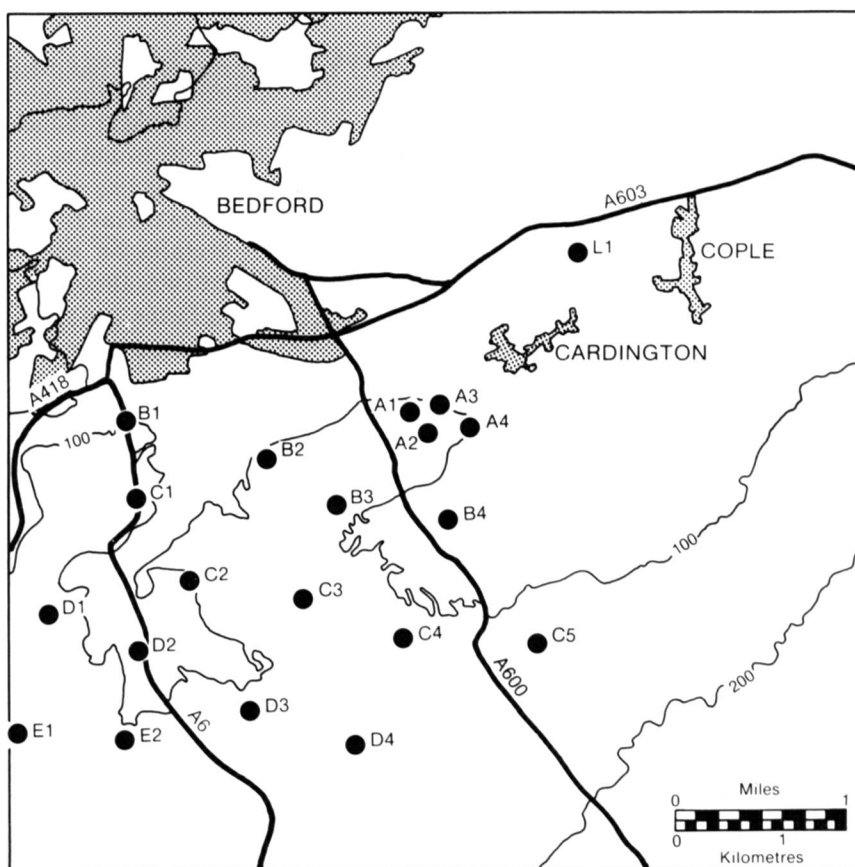 BEDFORD
A603
L1
COPLE
CARDINGTON
A418
A1
A3
A2
A4
B1
100
B2
C1
B3
B4
100
C2
C3
D1
C4
C5
D2
A600
200
D3
A6
E1
E2
D4
Miles
0 1
0 1
Kilometres